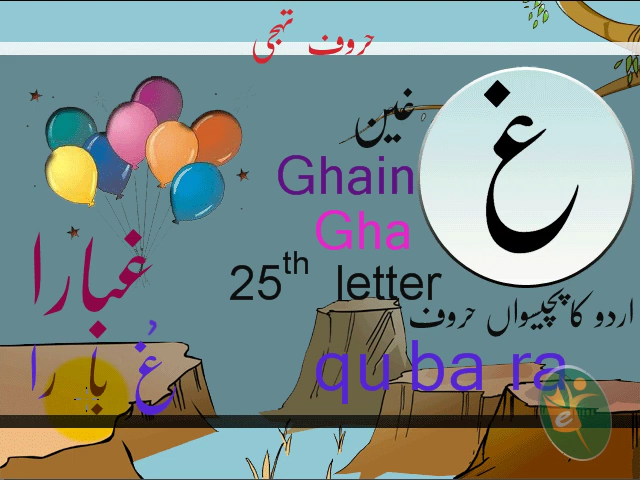 حروف تہجی
غ
غین
Ghain
Gha
25th letter
اردو کا پچیسواں حروف
غبارا
غُ با را
qu ba ra
e